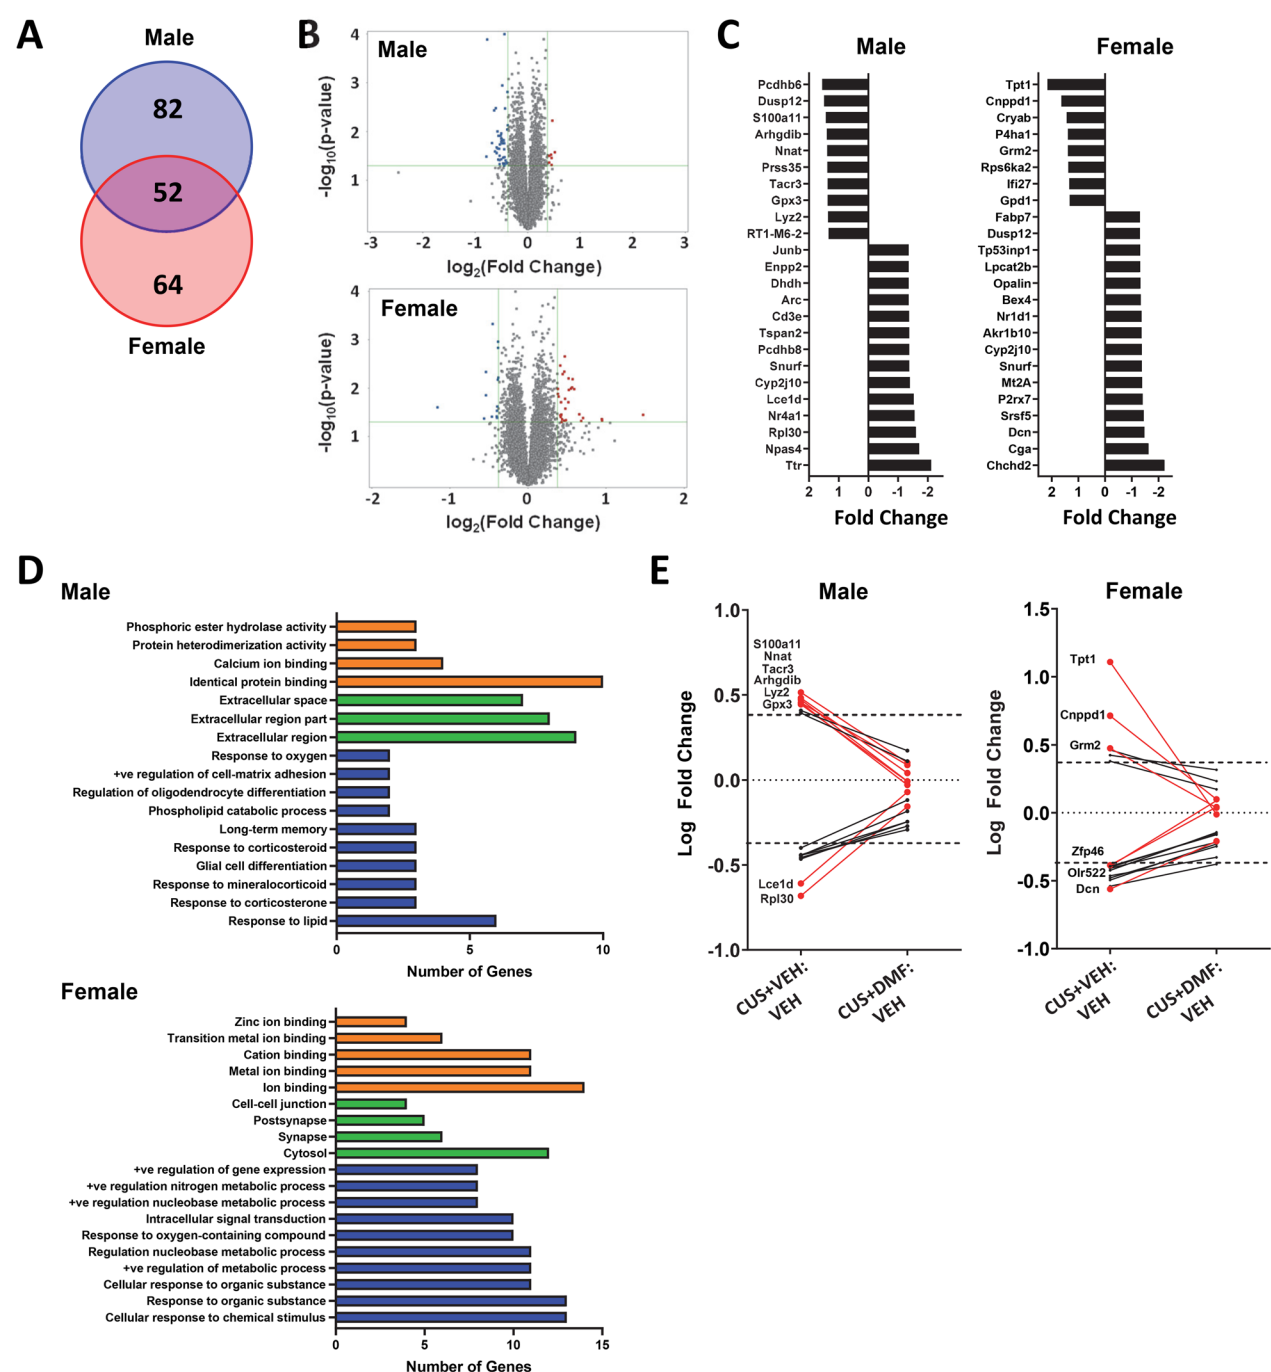 A
Male
82
52
64
Female
B
Male
-log10(p-value)
4
3
2
1
-3
-2
-1
0
1
2
3
log2(Fold Change)
Female
-log10(p-value)
4
3
2
1
-2
-1
0
1
2
log2(Fold Change)
C
Male
Pcdhb6
Dusp12
S100a11
Arhgdib
Nnat
Prss35
Tacr3
Gpx3
Lyz2
RT1-M6-2
Junb
Enpp2
Dhdh
Arc
Cd3e
Tspan2
Pcdhb8
Snurf
Cyp2j10
Lce1d
Nr4a1
Rpl30
Npas4
Ttr
2
1
0
-1
-2
Fold Change
Female
Tpt1
Cnppd1
Cryab
P4ha1
Grm2
Rps6ka2
Ifi27
Gpd1
Fabp7
Dusp12
Tp53inp1
Lpcat2b
Opalin
Bex4
Nr1d1
Akr1b10
Cyp2j10
Snurf
Mt2A
P2rx7
Srsf5
Dcn
Cga
Chchd2
2
1
0
-1
-2
Fold Change
D
Male
Phosphoric ester hydrolase activity
Protein heterodimerization activity
Calcium ion binding
Identical protein binding
Extracellular space
Extracellular region part
Extracellular region
Response to oxygen
+ve regulation of cell-matrix adhesion
Regulation of oligodendrocyte differentiation
Phospholipid catabolic process
Long-term memory
Response to corticosteroid
Glial cell differentiation
Response to mineralocorticoid
Response to corticosterone
Response to lipid
0
5
10
Number of Genes
Female
Zinc ion binding
Transition metal ion binding
Cation binding
Metal ion binding
Ion binding
Cell-cell junction
Postsynapse
Synapse
Cytosol
+ve regulation of gene expression
+ve regulation nitrogen metabolic process
+ve regulation nucleobase metabolic process
Intracellular signal transduction
Response to oxygen-containing compound
Regulation nucleobase metabolic process
+ve regulation of metabolic process
Cellular response to organic substance
Response to organic substance
Cellular response to chemical stimulus
0
5
10
15
Number of Genes
E
Male
Log Fold Change
1.0
0.5
0.0
-0.5
-1.0
S100a11
Nnat
Tacr3
Arhgdib
Lyz2
Gpx3
Lce1d
Rpl30
CUS+VEH:
VEH
CUS+DMF:
VEH
Female
Log Fold Change
1.5
1.0
0.5
0.0
-0.5
-1.0
Tpt1
Cnppd1
Grm2
Zfp46
Olr522
Dcn
CUS+VEH:
VEH
CUS+DMF:
VEH